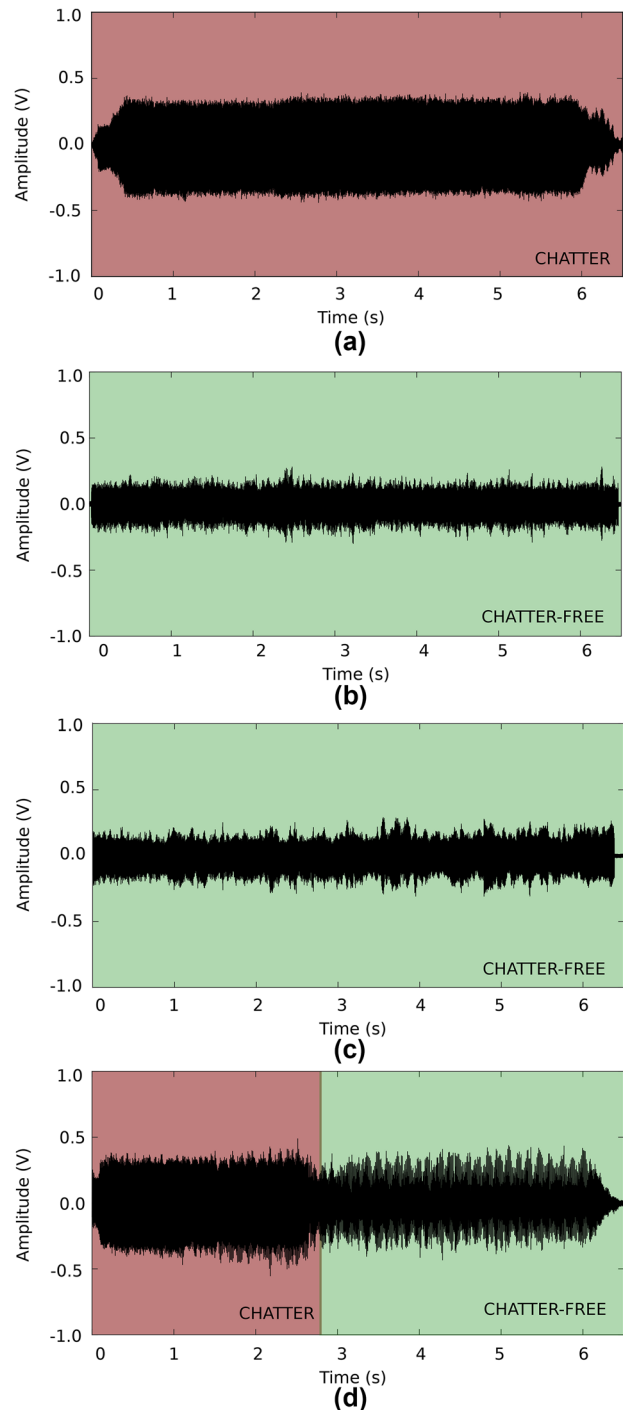 1.0
0.5
0.0
-0.5
-1.0
Amplitude (V)
CHATTER
0 1 2 3 4 5 6
Time (s)
(a)
1.0
0.5
0.0
-0.5
-1.0
Amplitude (V)
CHATTER-FREE
0 1 2 3 4 5 6
Time (s)
(b)
1.0
0.5
0.0
-0.5
-1.0
Amplitude (V)
CHATTER-FREE
0 1 2 3 4 5 6
Time (s)
(c)
1.0
0.5
0.0
-0.5
-1.0
Amplitude (V)
CHATTER CHATTER-FREE
0 1 2 3 4 5 6
Time (s)
(d)